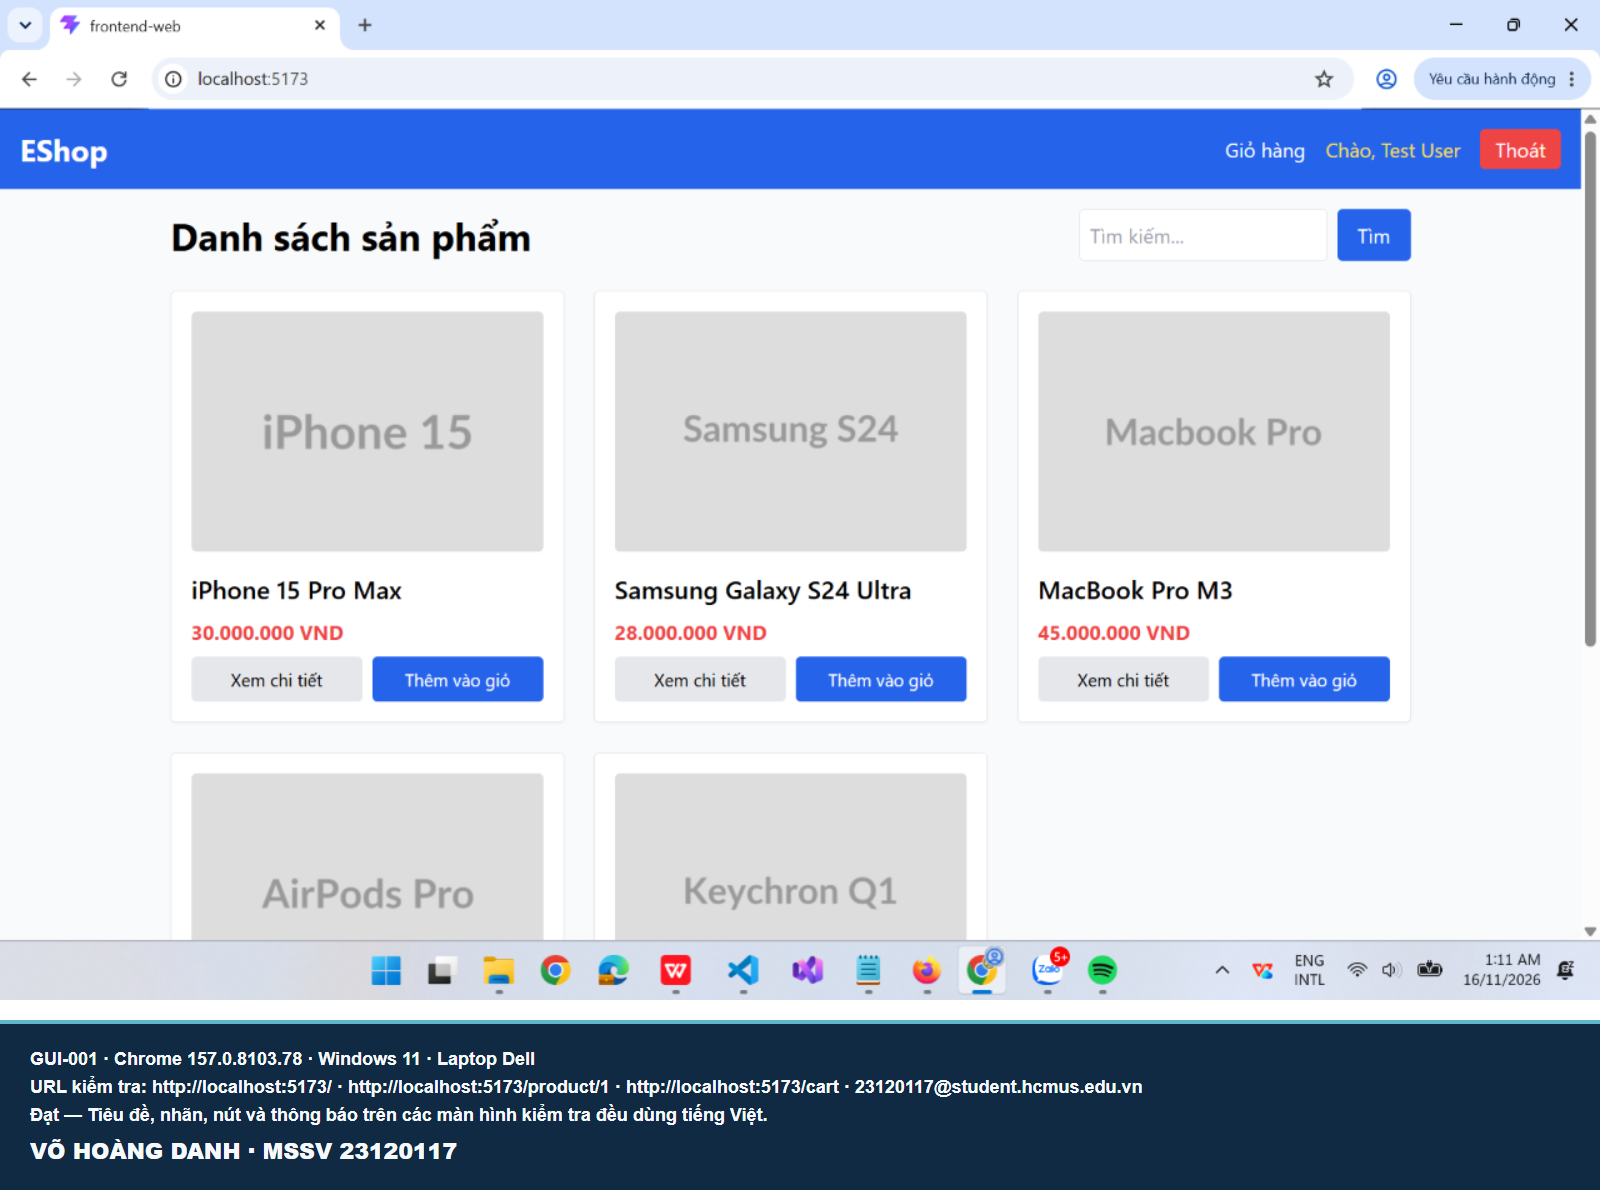 frontend-web
localhost:5173
Yêu cầu hành động
EShop
Giỏ hàng
Chào, Test User
Thoát
Danh sách sản phẩm
Tìm kiếm...
Tìm
iPhone 15
Samsung S24
Macbook Pro
iPhone 15 Pro Max
Samsung Galaxy S24 Ultra
MacBook Pro M3
30.000.000 VND
28.000.000 VND
45.000.000 VND
Xem chi tiết
Thêm vào giỏ
Xem chi tiết
Thêm vào giỏ
Xem chi tiết
Thêm vào giỏ
AirPods Pro
Keychron Q1
Zalo
5+
ENG
INTL
1:11 AM
16/11/2026
GUI-001 · Chrome 157.0.8103.78 · Windows 11 · Laptop Dell
URL kiểm tra: http://localhost:5173/ · http://localhost:5173/product/1 · http://localhost:5173/cart · 23120117@student.hcmus.edu.vn
Đạt — Tiêu đề, nhãn, nút và thông báo trên các màn hình kiểm tra đều dùng tiếng Việt.
VÕ HOÀNG DANH · MSSV 23120117